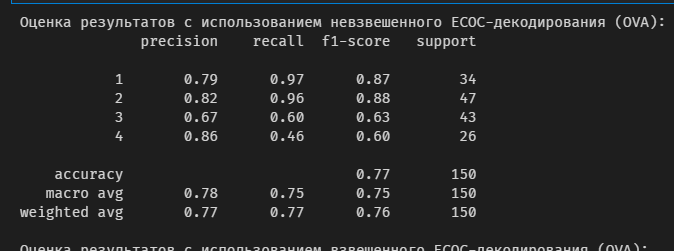 Оценка результатов с использованием невзвешенного ECOC-декодирования (OVA):
precision recall f1-score support
1 0.79 0.97 0.87 34
2 0.82 0.96 0.88 47
3 0.67 0.60 0.63 43
4 0.86 0.46 0.60 26
accuracy 0.77 150
macro avg 0.78 0.75 0.75 150
weighted avg 0.77 0.77 0.76 150
Оценка результатов с использованием взвешенного ECOC-декодирования (OVA):